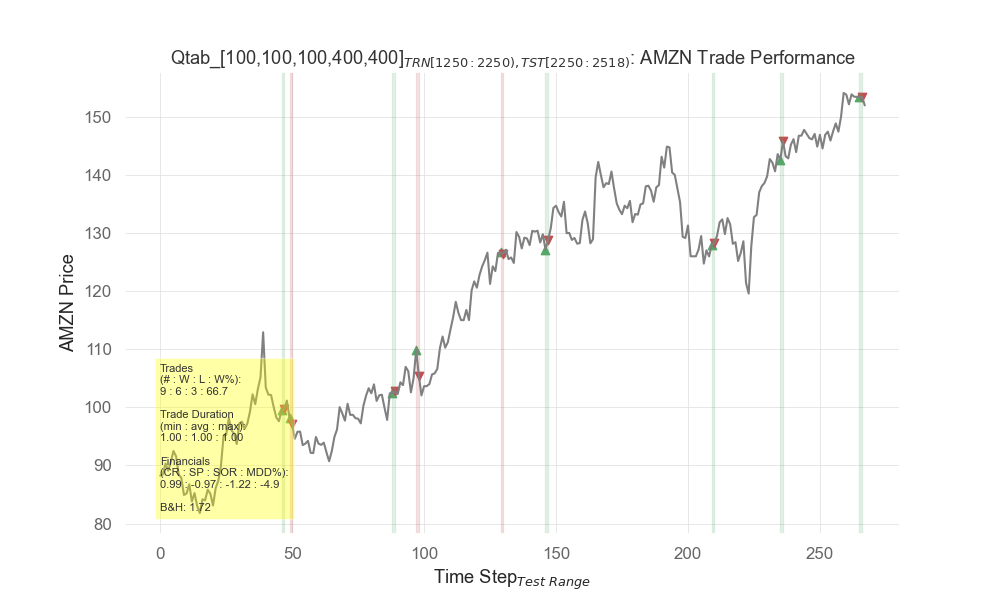 Qtab_[100,100,100,400,400]TRN[1250:2250),TST[2250:2518): AMZN Trade Performance
AMZN Price
150
140
130
120
110
100
90
80
Trades
(# : W : L : W%):
9 : 6 : 3 : 66.7
Trade Duration
(min : avg : max):
1.00 : 1.00 : 1.00
Financials
(CR : SP : SOR : MDD%):
0.99 : -0.97 : -1.22 : -4.9
B&H: 1.72
0 50 100 150 200 250
Time StepTest Range